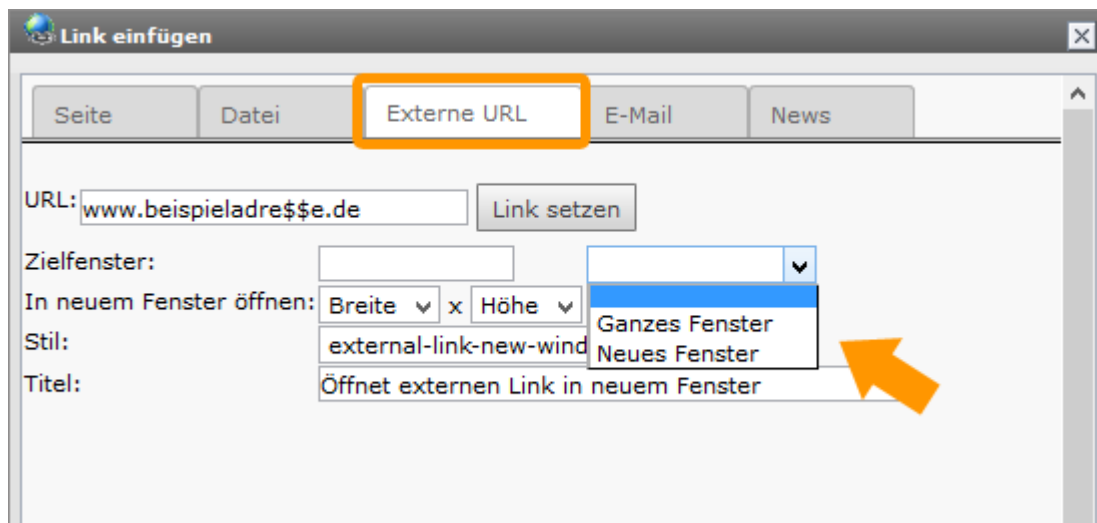 Link einfügen
Seite Datei Externe URL E-Mail News
URL: www.beispieladre$$e.de Link setzen
Zielfenster:
In neuem Fenster öffnen: Breite x Höhe
Ganzes Fenster
Neues Fenster
Stil: external-link-new-wind
Titel: Öffnet externen Link in neuem Fenster